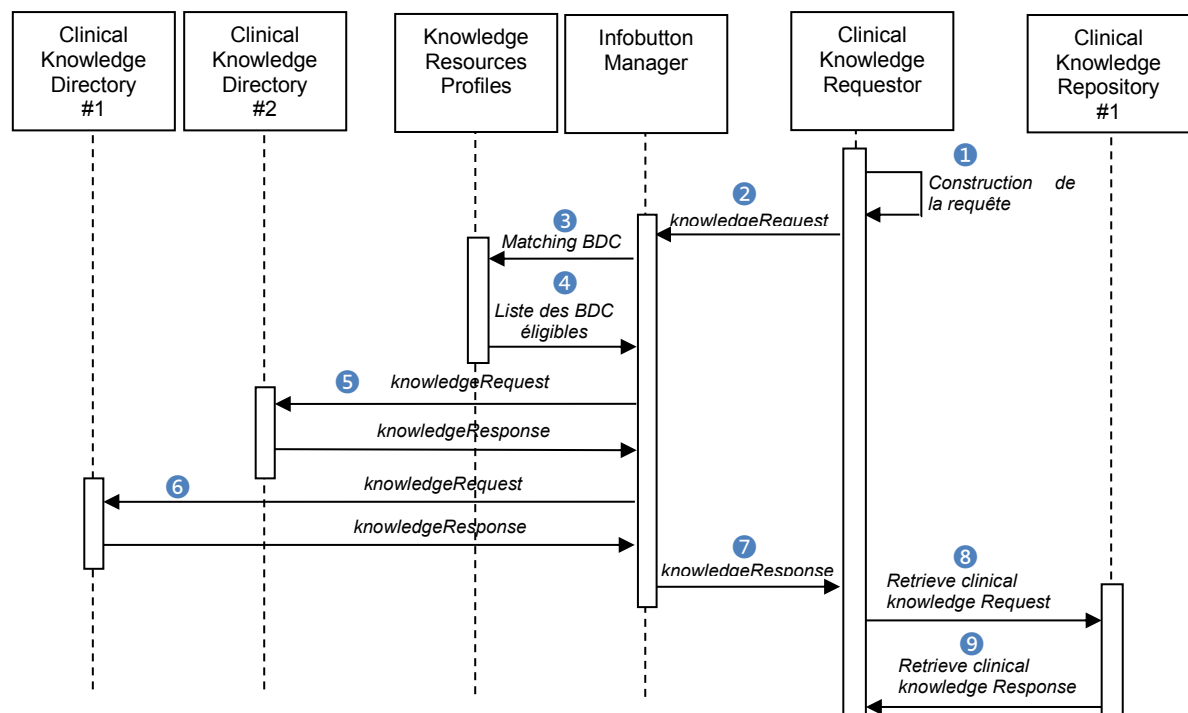 Clinical
Knowledge
Directory
#1
Clinical
Knowledge
Directory
#2
Knowledge
Resources
Profiles
Infobutton
Manager
Clinical
Knowledge
Requestor
Clinical
Knowledge
Repository
#1
1
Construction de
la requête
2
knowledgeRequest
3
Matching BDC
4
Liste des BDC
éligibles
5
knowledgeRequest
knowledgeResponse
6
knowledgeRequest
knowledgeResponse
7
knowledgeResponse
8
Retrieve clinical
knowledge Request
9
Retrieve clinical
knowledge Response